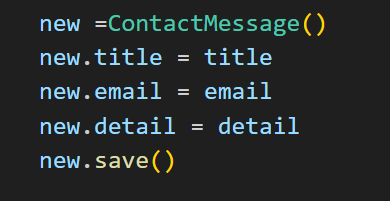 new =ContactMessage()
new.title = title
new.email = email
new.detail = detail
new.save()